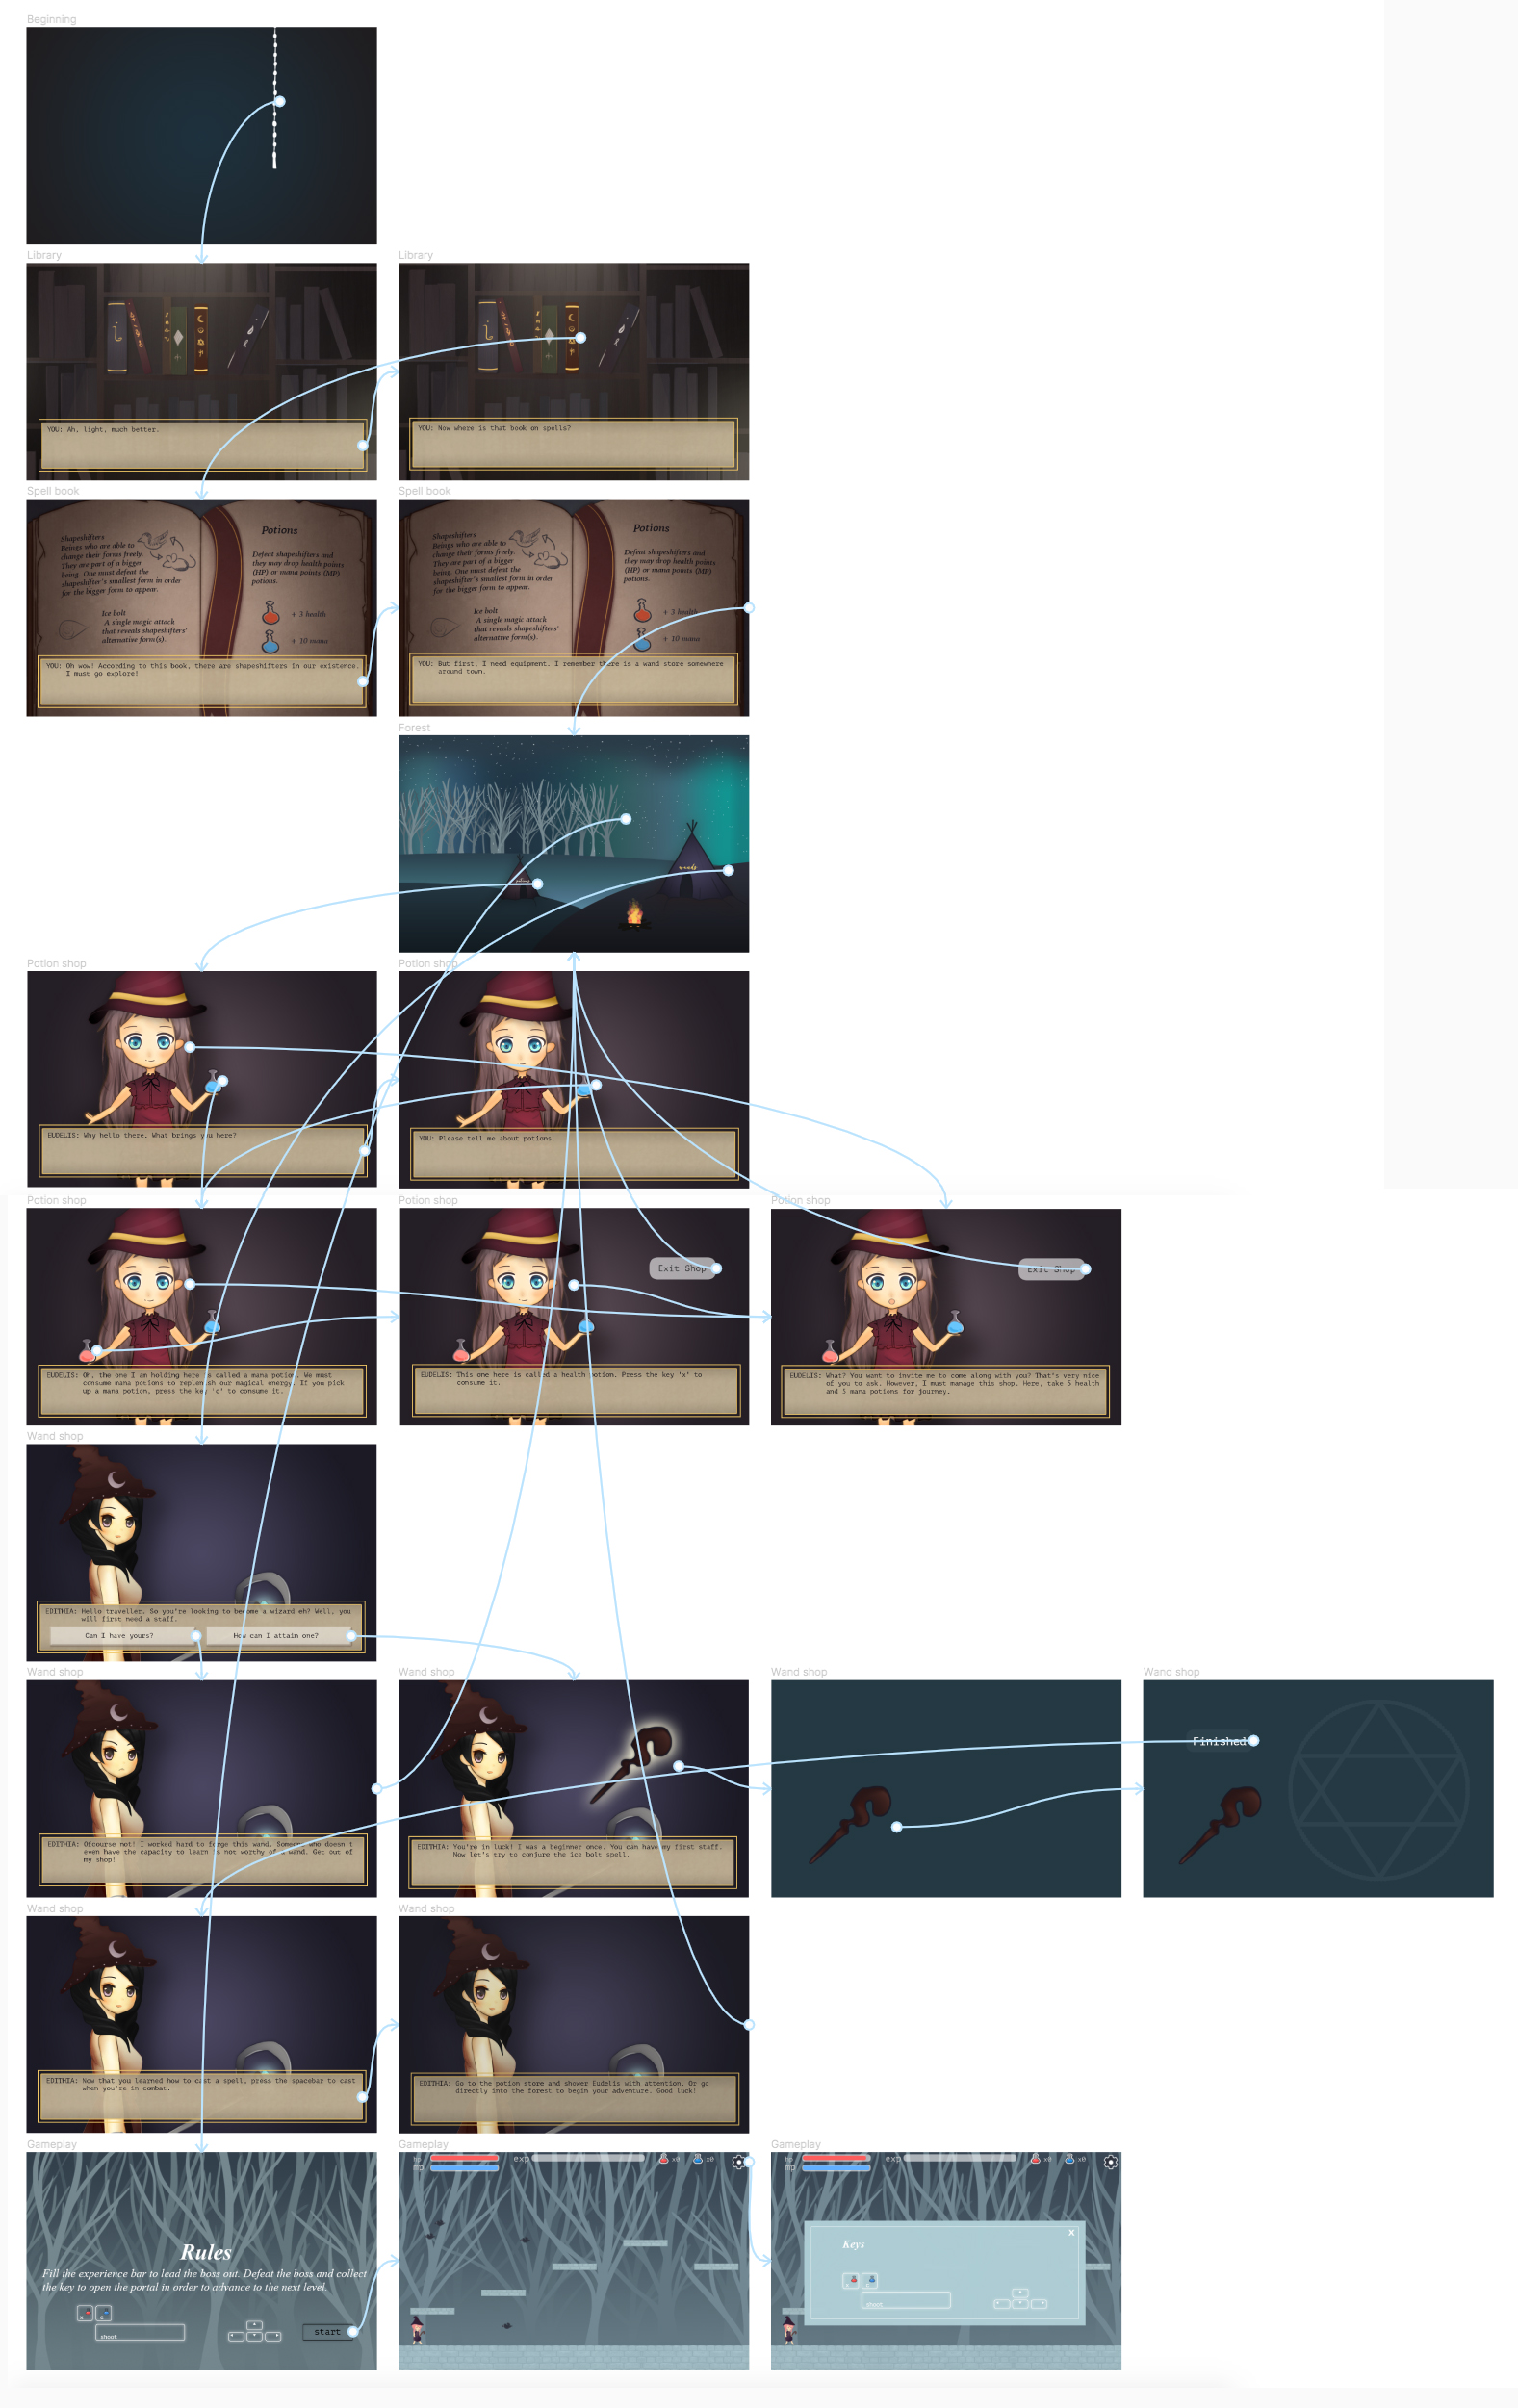 Beginning
Library
Library
YOU: Ah, light, much better.
YOU: Now where is that book on spells?
Spell book
Spell book
Shapeshifters
Beings who are able to
change their forms freely.
They are part of a bigger
being. One must defeat the
shapeshifter's smallest form in order
for the bigger form to appear.
Ice bolt
A single magic attack
that reveals shapeshifters'
alternative form(s).
Potions
Defeat shapeshifters and
they may drop health points
(HP) or mana points (MP)
potions.
+ 3 health
+ 10 mana
YOU: Oh wow! According to this book, there are shapeshifters in our existence.
I must go explore!
Shapeshifters
Beings who are able to
change their forms freely.
They are part of a bigger
being. One must defeat the
shapeshifter's smallest form in order
for the bigger form to appear.
Ice bolt
A single magic attack
that reveals shapeshifters'
alternative form(s).
Potions
Defeat shapeshifters and
they may drop health points
(HP) or mana points (MP)
potions.
+ 3 health
+ 10 mana
YOU: But first, I need equipment. I remember there is a wand store somewhere
around town.
Forest
Potion shop
Potion shop
EUDELIS: Why hello there. What brings you here?
YOU: Please tell me about potions.
Potion shop
Potion shop
Potion shop
Exit Shop
Exit Shop
EUDELIS: Oh, the one I am holding here is called a mana potion. We must
consume mana potions to replenish our magical energy. If you pick
up a mana potion, press the key 'c' to consume it.
EUDELIS: This one here is called a health potion. Press the key 'x' to
consume it.
EUDELIS: What? You want to invite me to come along with you? That's very nice
of you to ask. However, I must manage this shop. Here, take 5 health
and 3 mana potions for journey.
Wand shop
EDITHIA: Hello traveller. So you're looking to become a wizard eh? Well, you
will first need a staff.
Can I have yours?
How can I attain one?
Wand shop
Wand shop
Wand shop
Wand shop
Finished
EDITHIA: Ofcourse not! I worked hard to forge this wand. Someone who doesn't
even have the capacity to learn is not worthy of a wand. Get out of
my shop!
EDITHIA: You're in luck! I was a beginner once. You can have my first staff.
Now let's try to conjure the ice bolt spell.
Wand shop
Wand shop
EDITHIA: Now that you learned how to cast a spell, press the spacebar to cast
when you're in combat.
EDITHIA: Go to the potion store and shower Eudelis with attention. Or go
directly into the forest to begin your adventure. Good luck!
Gameplay
Gameplay
Gameplay
Rules
Fill the experience bar to lead the boss out. Defeat the boss and collect
the key to open the portal in order to advance to the next level.
shoot
start
hp
mp
exp
x0
x0
hp
mp
exp
x0
x0
X
Keys
shoot